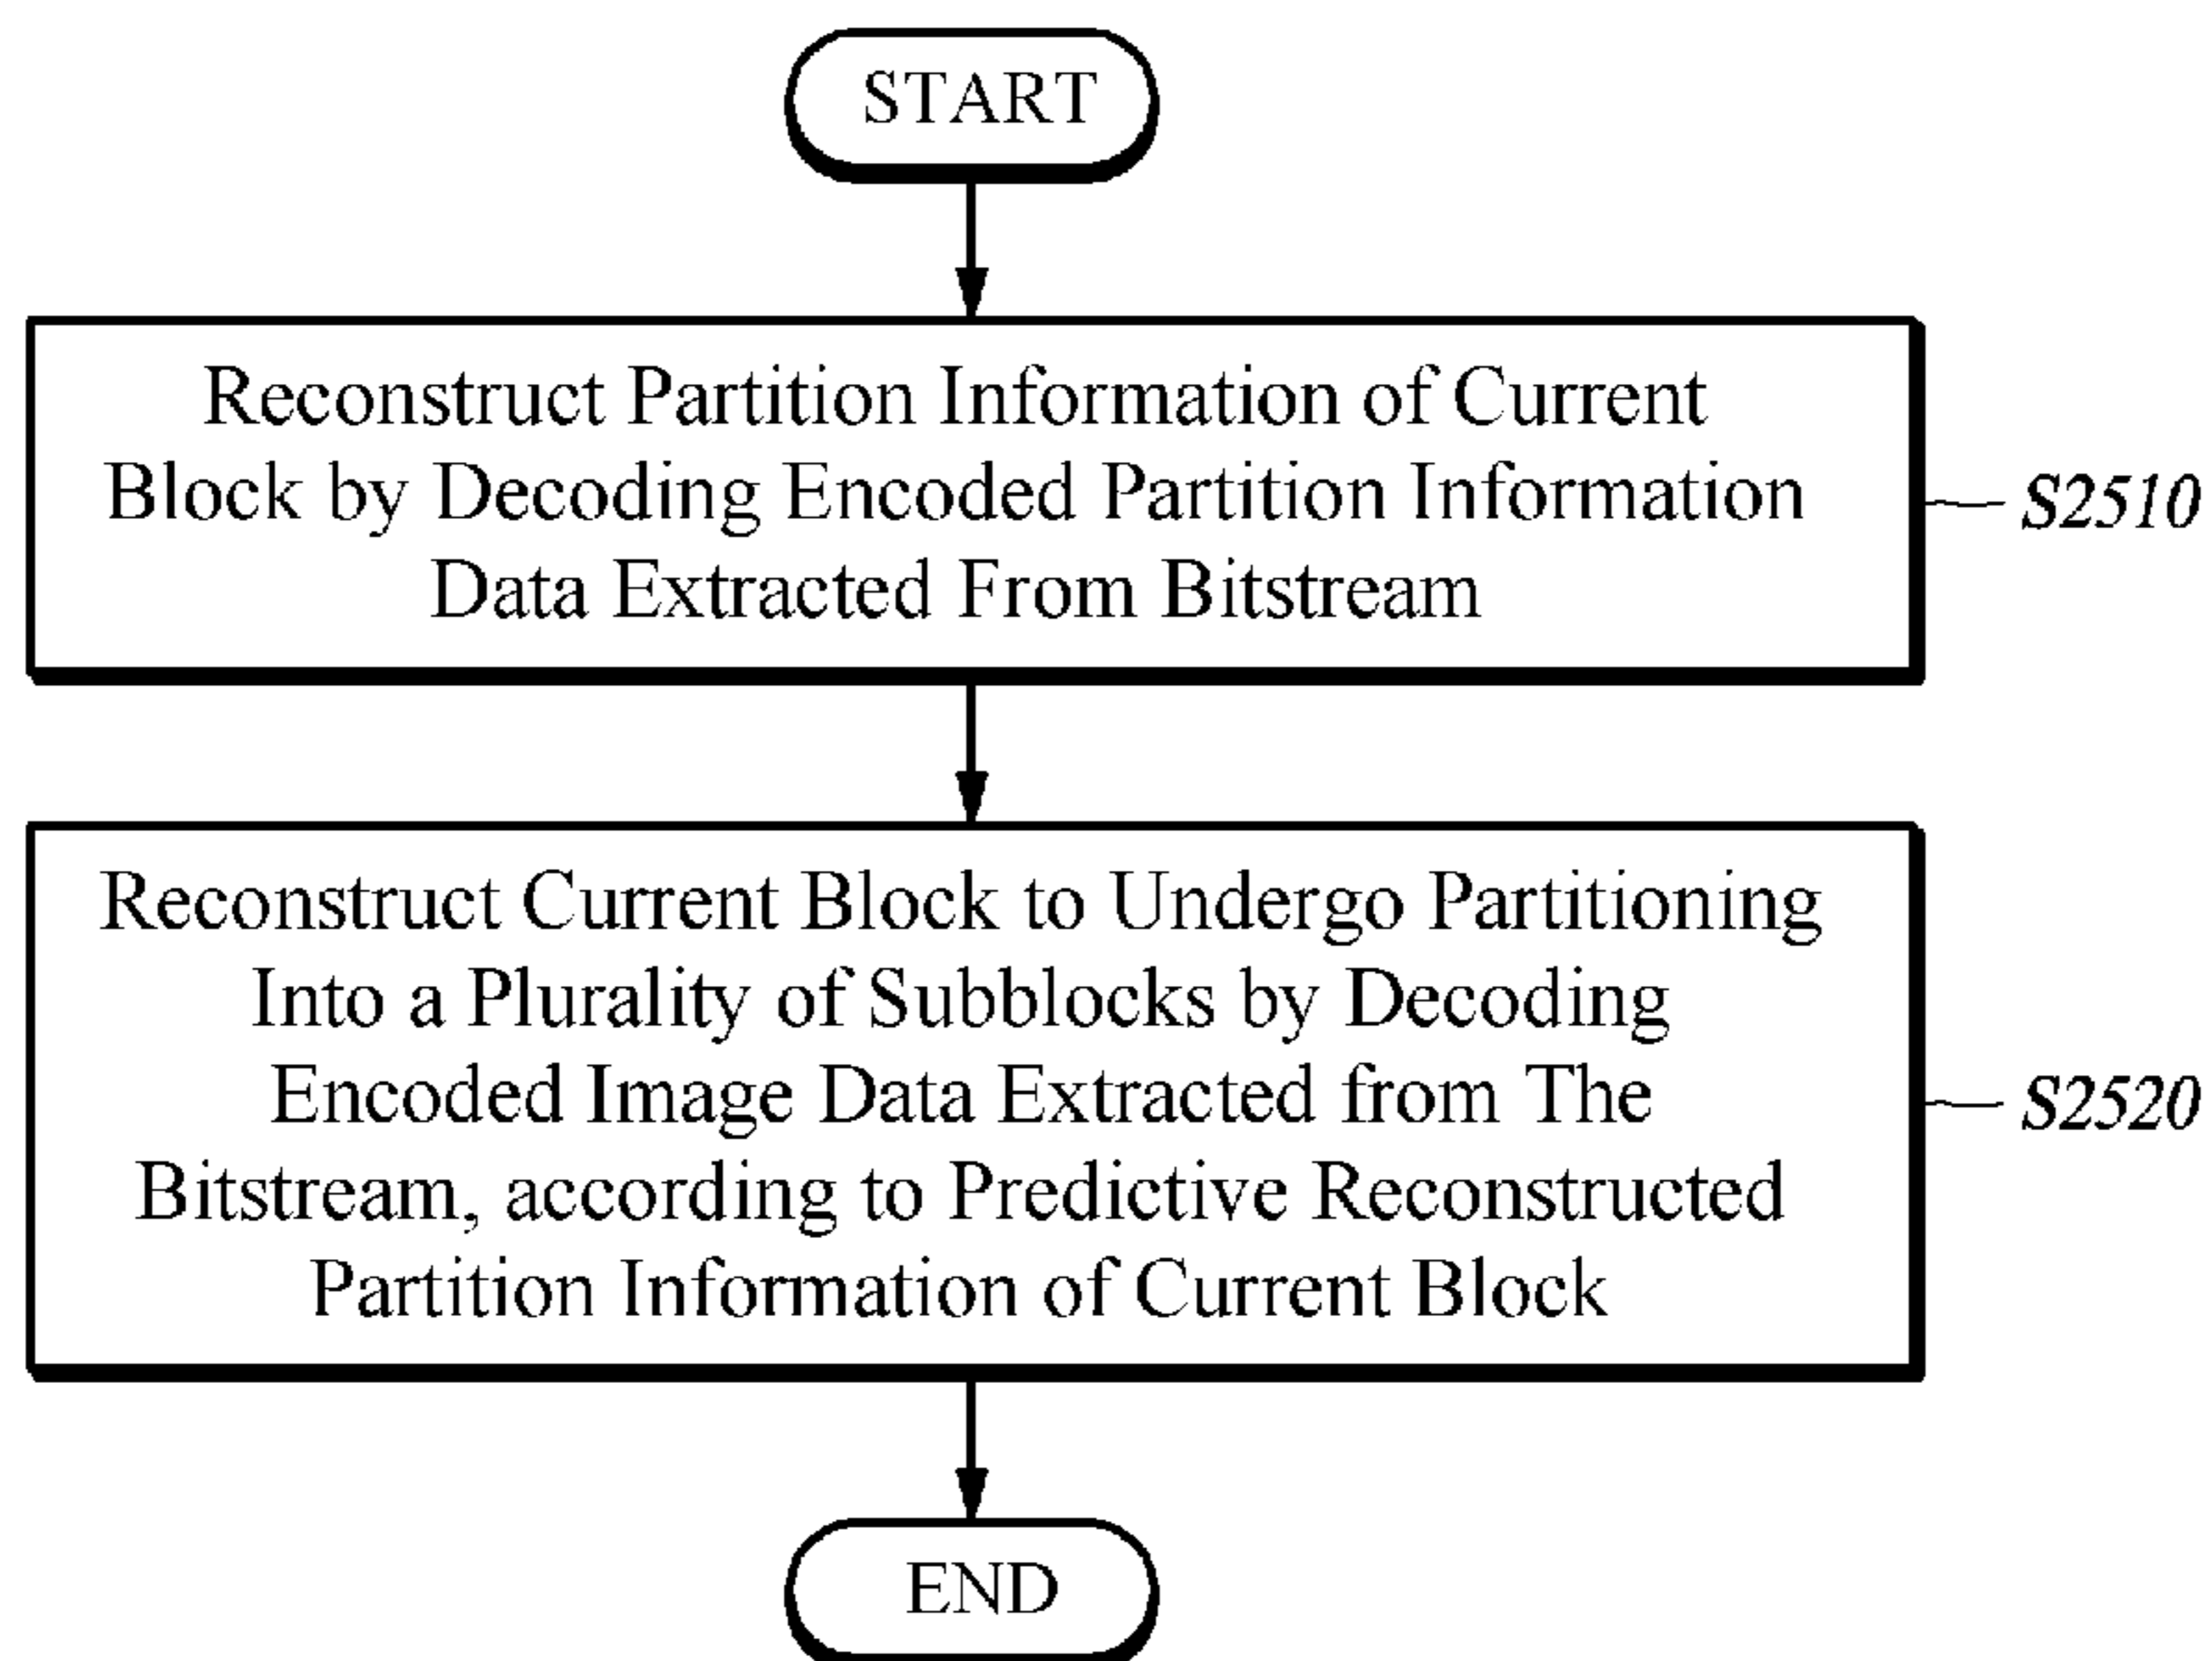 START
Reconstruct Partition Information of Current
Block by Decoding Encoded Partition Information
Data Extracted From Bitstream
S2510
Reconstruct Current Block to Undergo Partitioning
Into a Plurality of Subblocks by Decoding
Encoded Image Data Extracted from The
Bitstream, according to Predictive Reconstructed
Partition Information of Current Block
S2520
END